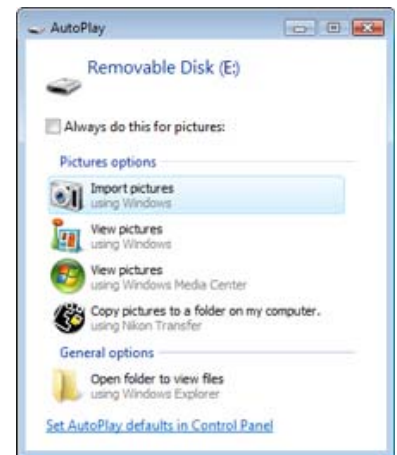 AutoPlay
Removable Disk (E:)
Always do this for pictures:
Pictures options
Import pictures
using Windows
View pictures
using Windows
View pictures
using Windows Media Center
Copy pictures to a folder on my computer.
using Nikon Transfer
General options
Open folder to view files
using Windows Explorer
Set AutoPlay defaults in Control Panel